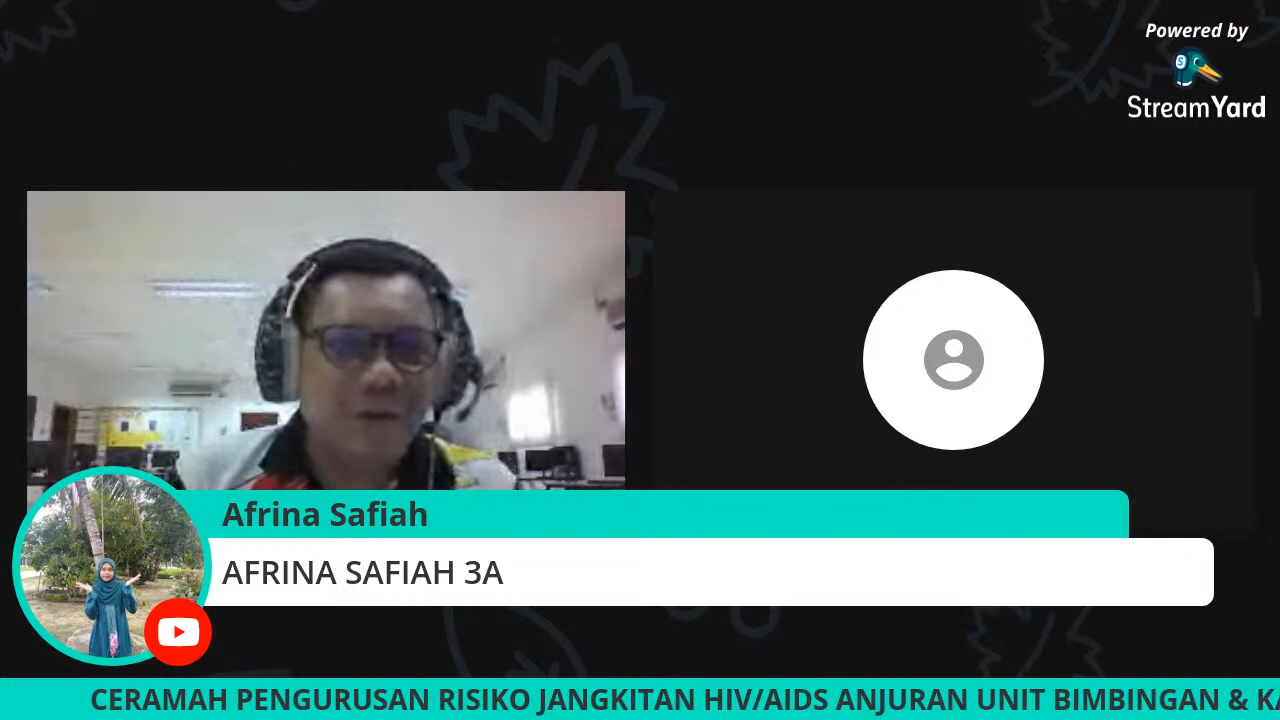 Powered by
StreamYard
Afrina Safiah
AFRINA SAFIAH 3A
CERAMAH PENGURUSAN RISIKO JANGKITAN HIV/AIDS ANJURAN UNIT BIMBINGAN &